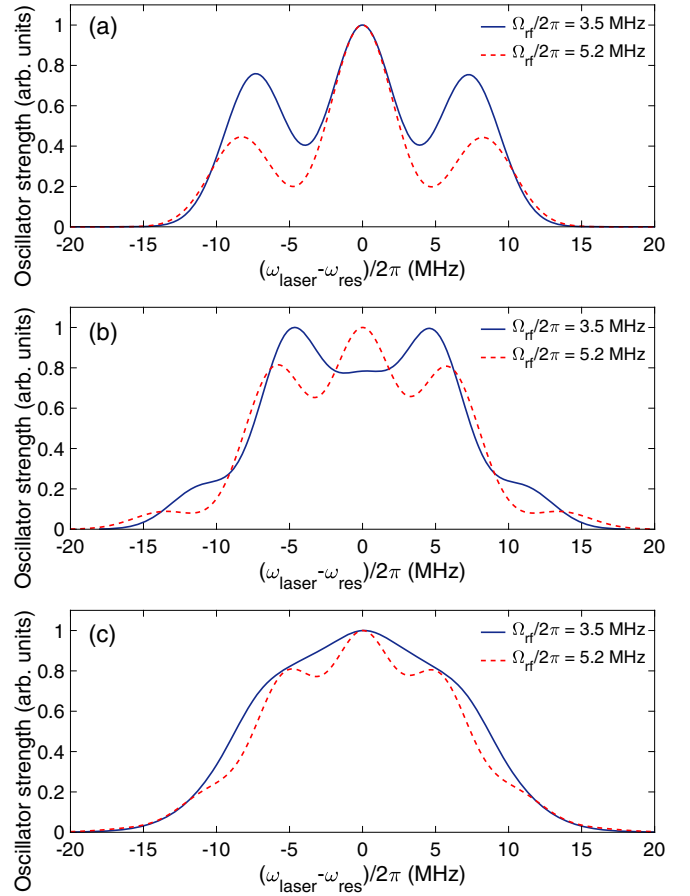 (a)
Ω_rf/2π = 3.5 MHz
Ω_rf/2π = 5.2 MHz
Oscillator strength (arb. units)
1
0.8
0.6
0.4
0.2
0
-20 -15 -10 -5 0 5 10 15 20
(ω_laser-ω_res)/2π (MHz)
(b)
Ω_rf/2π = 3.5 MHz
Ω_rf/2π = 5.2 MHz
Oscillator strength (arb. units)
1
0.8
0.6
0.4
0.2
0
-20 -15 -10 -5 0 5 10 15 20
(ω_laser-ω_res)/2π (MHz)
(c)
Ω_rf/2π = 3.5 MHz
Ω_rf/2π = 5.2 MHz
Oscillator strength (arb. units)
1
0.8
0.6
0.4
0.2
0
-20 -15 -10 -5 0 5 10 15 20
(ω_laser-ω_res)/2π (MHz)